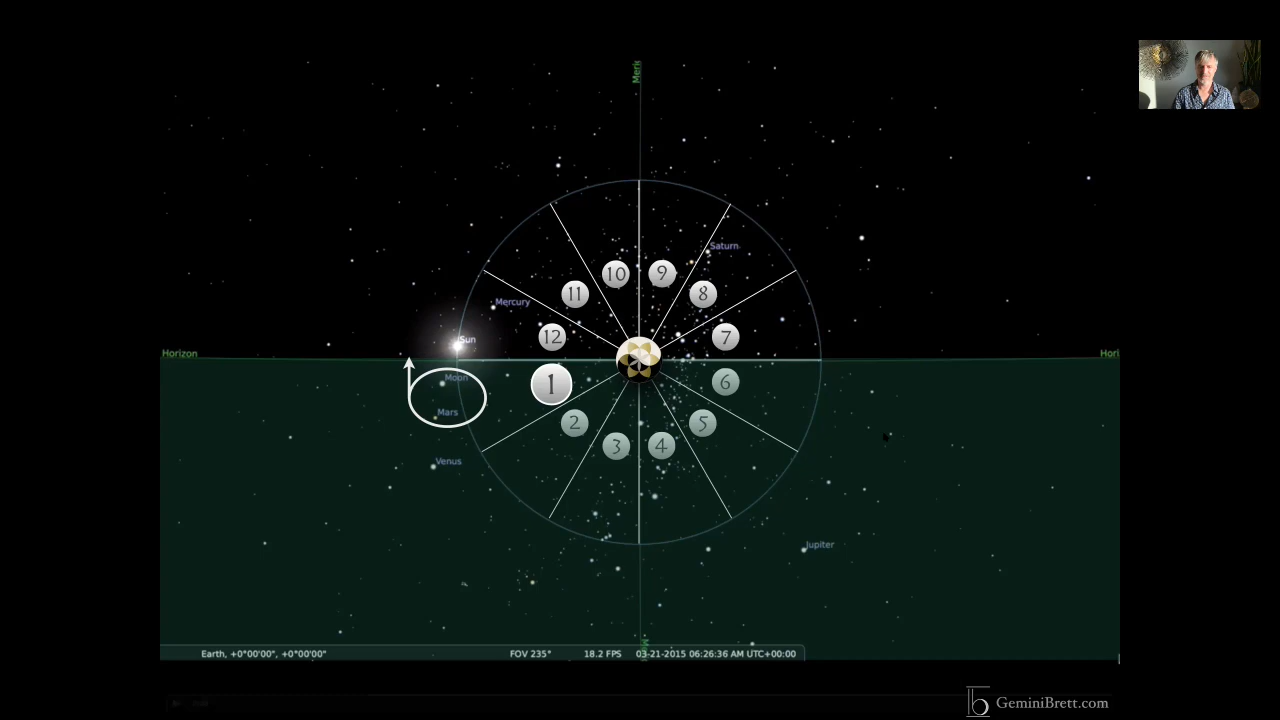 Meri
Saturn
10
9
11
8
Mercury
12
7
Sun
Horizon
Hori
Moon
1
6
Mars
2
5
3
4
Venus
Jupiter
Earth, +0°00'00", +0°00'00"
FOV 235°
18.2 FPS
03-21-2015 06:26:36 AM UTC+00:00
GeminiBrett.com